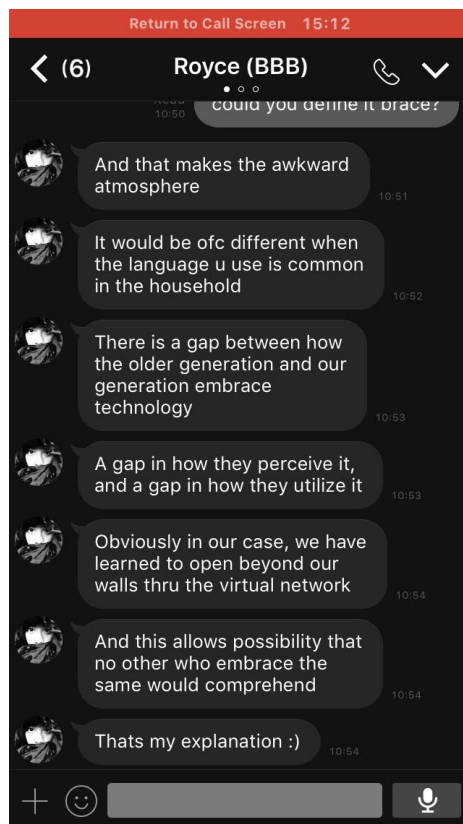 Return to Call Screen 15:12
(6)
Royce (BBB)
Read
10:50
could you define it brace?
And that makes the awkward
atmosphere
10:51
It would be ofc different when
the language u use is common
in the household
10:52
There is a gap between how
the older generation and our
generation embrace
technology
10:53
A gap in how they perceive it,
and a gap in how they utilize it
10:53
Obviously in our case, we have
learned to open beyond our
walls thru the virtual network
10:54
And this allows possibility that
no other who embrace the
same would comprehend
10:54
Thats my explanation :)
10:54